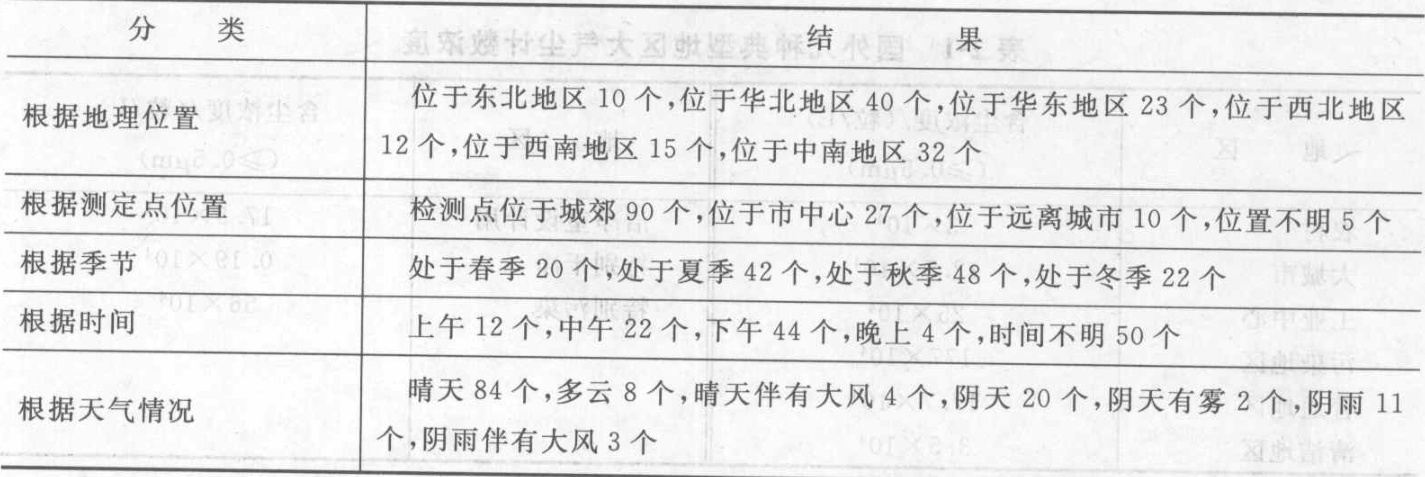 分 类 结 果
根据地理位置 位于东北地区 10 个,位于华北地区 40 个,位于华东地区 23 个,位于西北地区
12 个,位于西南地区 15 个,位于中南地区 32 个
根据测定点位置 检测点位于城郊 90 个,位于市中心 27 个,位于远离城市 10 个,位置不明 5 个
根据季节 处于春季 20 个,处于夏季 42 个,处于秋季 48 个,处于冬季 22 个
根据时间 上午 12 个,中午 22 个,下午 44 个,晚上 4 个,时间不明 50 个
根据天气情况 晴天 84 个,多云 8 个,晴天伴有大风 4 个,阴天 20 个,阴天有雾 2 个,阴雨 11
个,阴雨伴有大风 3 个